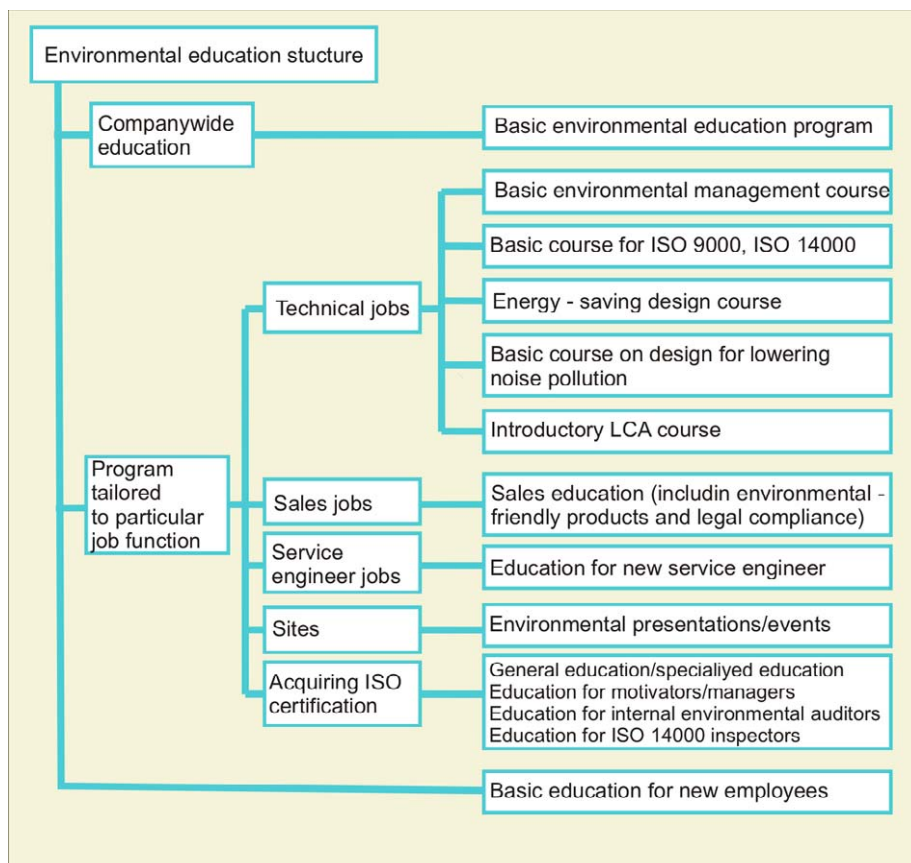 Environmental education stucture
Companywide
education
Basic environmental education program
Basic environmental management course
Basic course for ISO 9000, ISO 14000
Technical jobs
Energy - saving design course
Basic course on design for lowering
noise pollution
Introductory LCA course
Program
tailored
to particular
job function
Sales jobs
Sales education (includin environmental -
friendly products and legal compliance)
Service
engineer jobs
Education for new service engineer
Sites
Environmental presentations/events
Acquiring ISO
certification
General education/specialiyed education
Education for motivators/managers
Education for internal environmental auditors
Education for ISO 14000 inspectors
Basic education for new employees